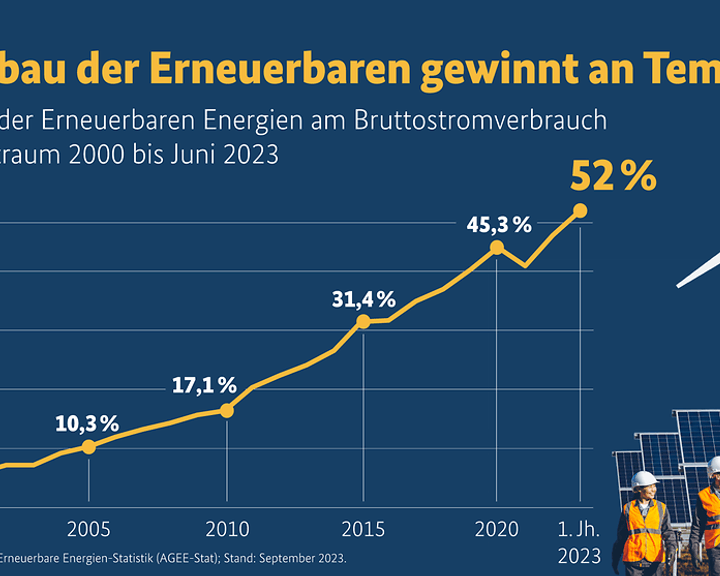 bau der Erneuerbaren gewinnt an Tem
der Erneuerbaren Energien am Bruttostromverbrauch
traum 2000 bis Juni 2023
52 %
45,3 %
31,4 %
17,1 %
10,3 %
2005 2010 2015 2020 1. Jh.
2023
Erneuerbare Energien-Statistik (AGEE-Stat); Stand: September 2023.